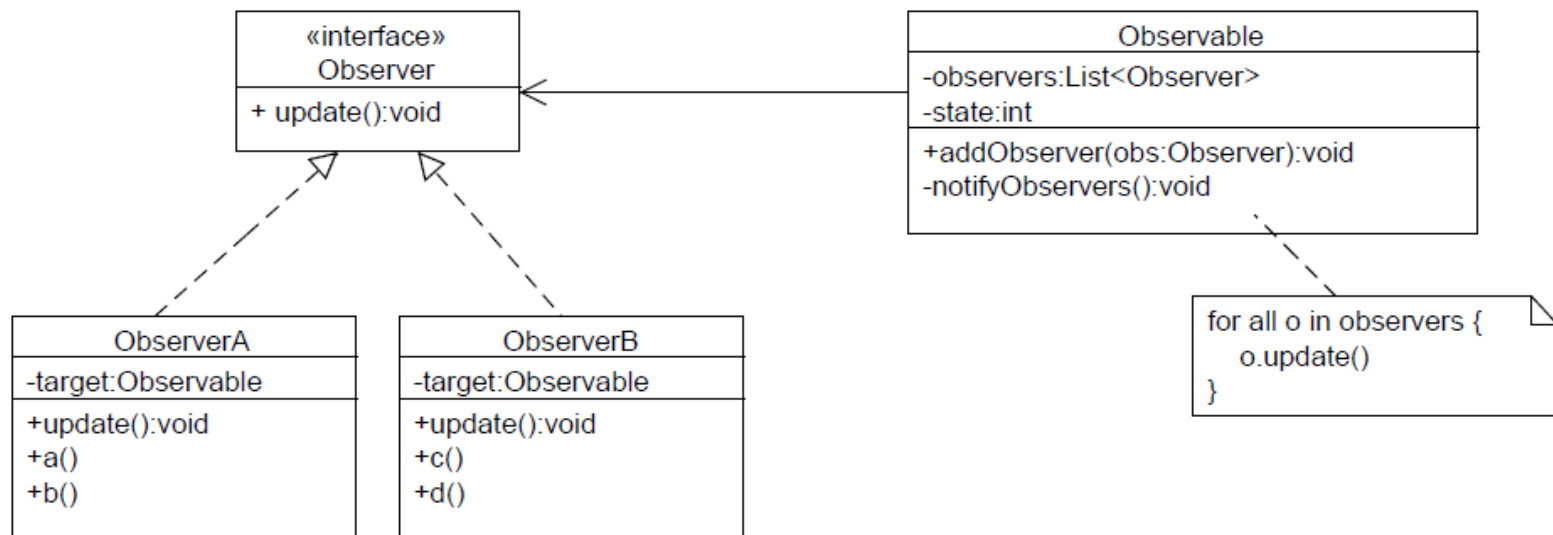 «interface»
Observer
+ update():void
Observable
-observers:List<Observer>
-state:int
+addObserver(obs:Observer):void
-notifyObservers():void
ObserverA
-target:Observable
+update():void
+a()
+b()
ObserverB
-target:Observable
+update():void
+c()
+d()
for all o in observers {
o.update()
}